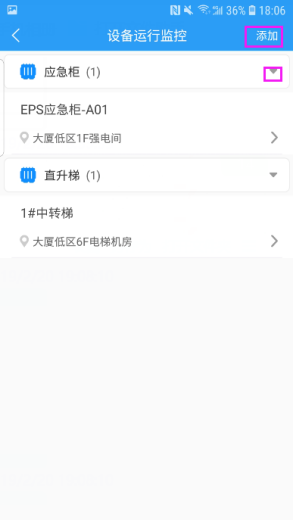 36% 18:06
设备运行监控 添加
应急柜 (1)
EPS应急柜-A01
大厦低区1F强电间
直升梯 (1)
1#中转梯
大厦低区6F电梯机房